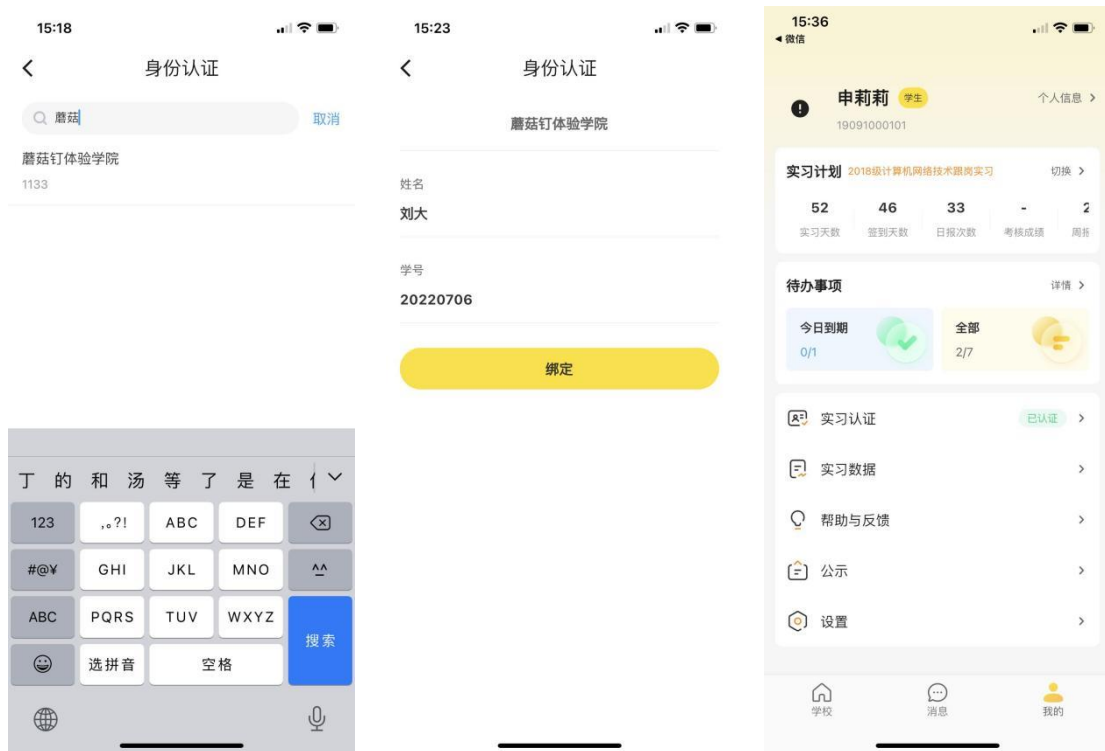 15:18
身份认证
蘑菇
取消
蘑菇钉体验学院
1133
丁 的 和 汤 等 了 是 在
123 ,。?! ABC DEF
#@¥ GHI JKL MNO ^^
ABC PQRS TUV WXYZ
搜索
选拼音 空格
15:23
身份认证
蘑菇钉体验学院
姓名
刘大
学号
20220706
绑定
15:36
微信
申莉莉 学生 个人信息
19091000101
实习计划 2018级计算机网络技术跟岗实习 切换
52 46 33 - 2
实习天数 签到天数 日报次数 考核成绩 周报
待办事项 详情
今日到期 全部
0/1 2/7
实习认证 已认证
实习数据
帮助与反馈
公示
设置
学校 消息 我的